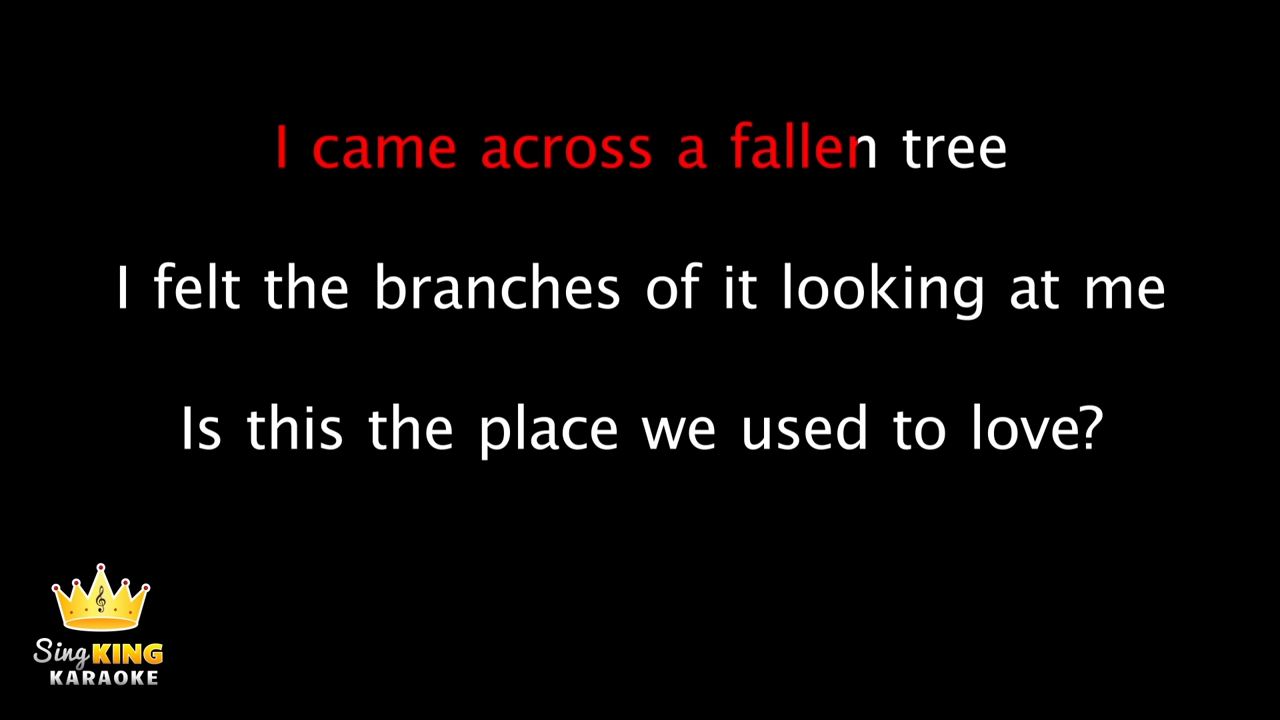 I came across a fallen tree
I felt the branches of it looking at me
Is this the place we used to love?
Sing KING
KARAOKE